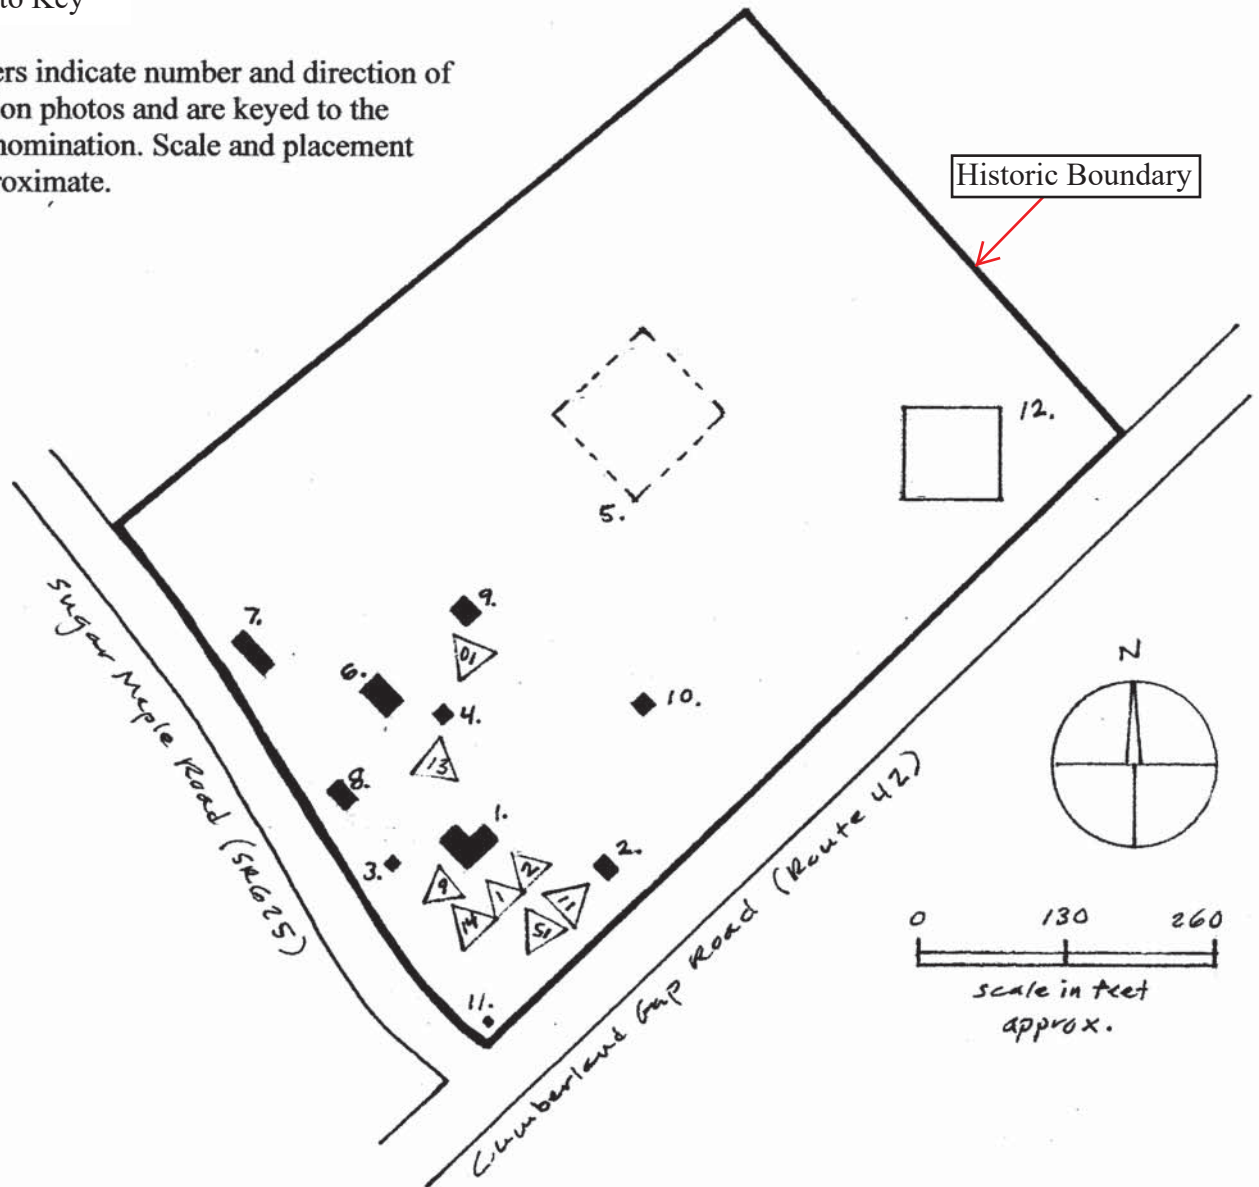 to Key
ers indicate number and direction of
on photos and are keyed to the
nomination. Scale and placement
roximate.
Historic Boundary
12.
5.
9.
7.
10
6.
4.
10.
N
13
8.
1.
2.
3.
9
2
1
11
14
15
0 130 260
scale in feet
approx.
11.
Sugar Maple Road (SR625)
Cumberland Gap Road (Route 42)